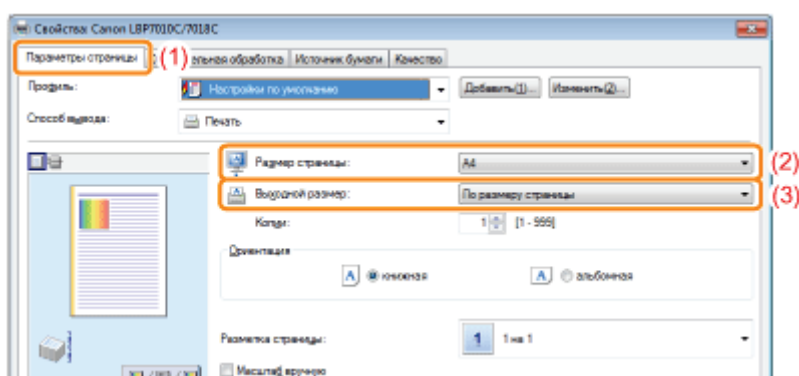 Свойства: Canon LBP7010C/7018C
Параметры страницы (1) ельная обработка Источник бумаги Качество
Профиль: Настройки по умолчанию Добавить(1)... Изменить(2)...
Способ вывода: Печать
Размер страницы: A4 (2)
Выходной размер: По размеру страницы (3)
Копии: 1 [1 - 999]
Ориентация
A книжная A альбомная
Разметка страницы: 1 1 на 1
Масштаб вручную